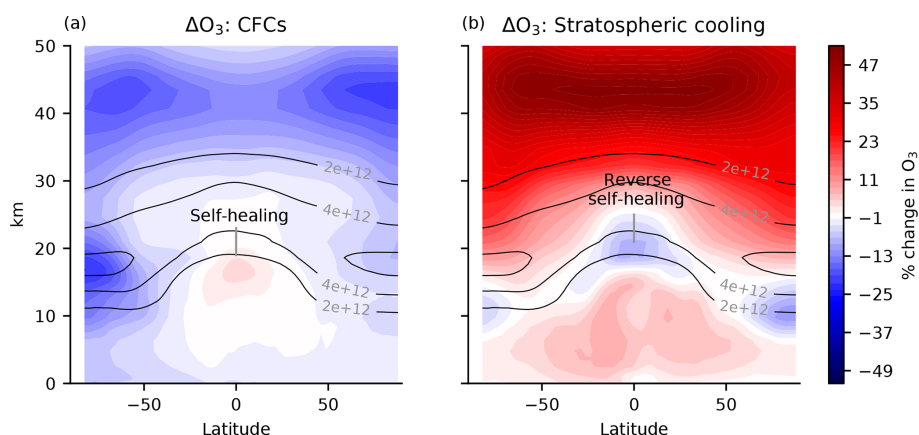 (a)
ΔO₃: CFCs
(b)
ΔO₃: Stratospheric cooling
50
40
30
20
10
0
km
2e+12
4e+12
Self-healing
4e+12
2e+12
−50
0
50
Latitude
2e+12
Reverse
self-healing
4e+12
4e+12
2e+12
−50
0
50
Latitude
47
35
23
11
−1
−13
−25
−37
−49
% change in O₃